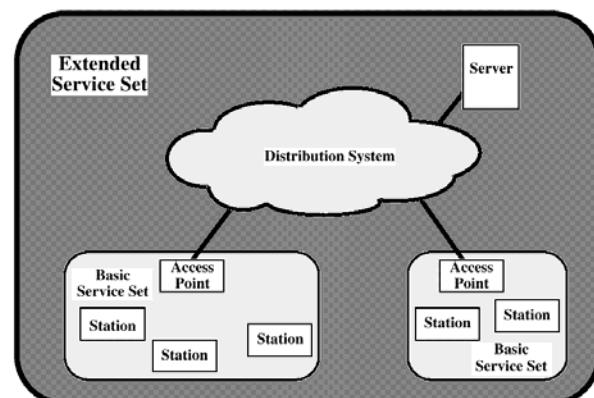 Extended
Service Set
Server
Distribution System
Basic
Service Set
Access
Point
Station
Station
Station
Access
Point
Station
Station
Basic
Service Set